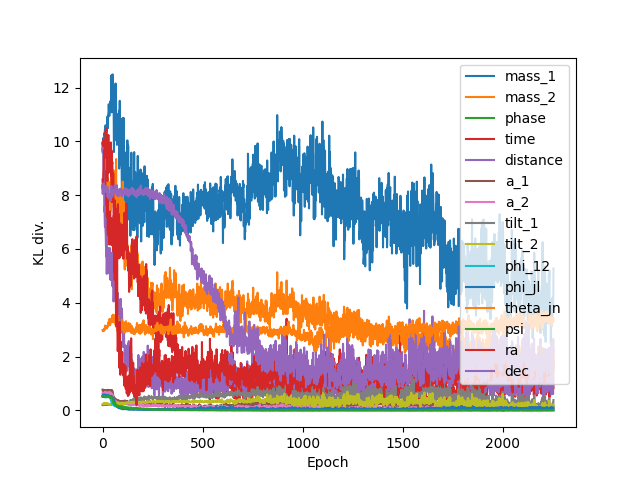 KL div.
12
10
8
6
4
2
0
0 500 1000 1500 2000
Epoch
mass_1
mass_2
phase
time
distance
a_1
a_2
tilt_1
tilt_2
phi_12
phi_jl
theta_jn
psi
ra
dec